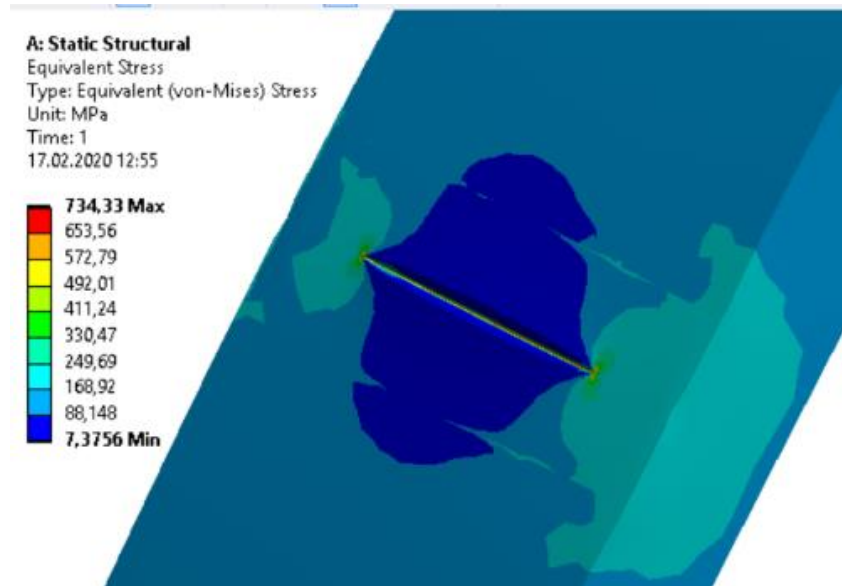 A: Static Structural
Equivalent Stress
Type: Equivalent (von-Mises) Stress
Unit: MPa
Time: 1
17.02.2020 12:55
734,33 Max
653,56
572,79
492,01
411,24
330,47
249,69
168,92
88,148
7,3756 Min